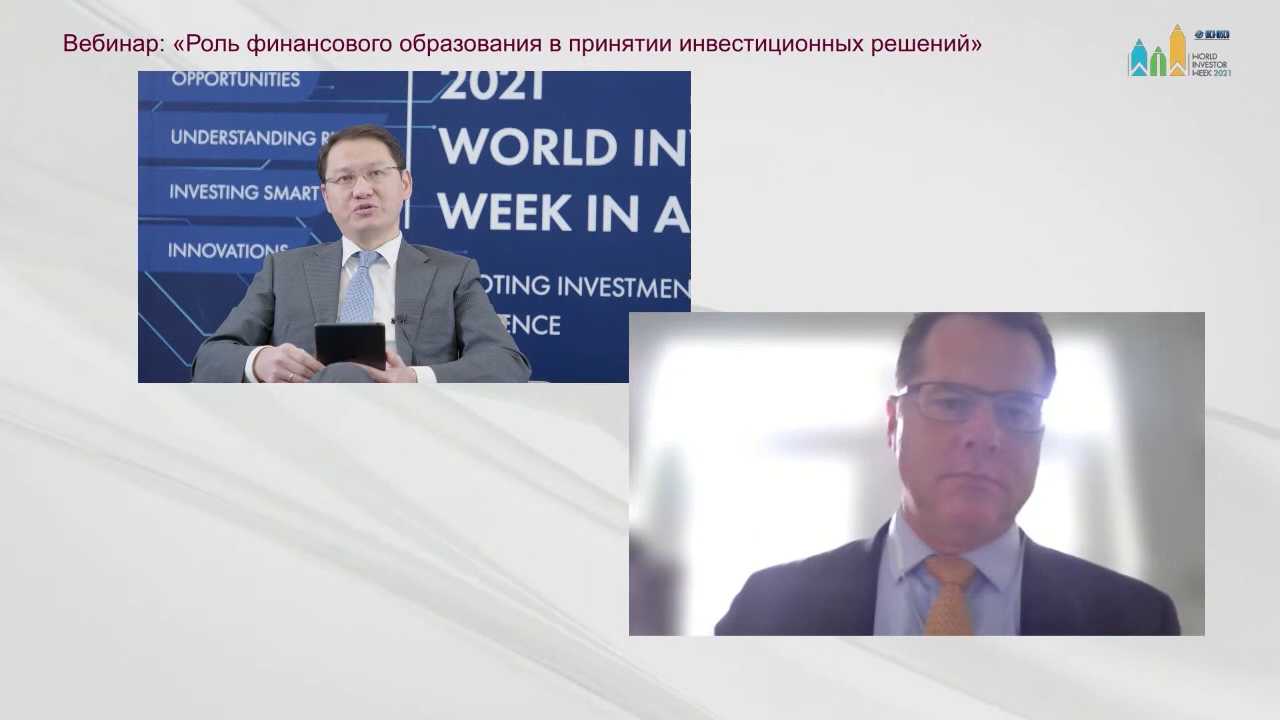 Вебинар: «Роль финансового образования в принятии инвестиционных решений»
WORLD
INVESTOR
WEEK 2021
OPPORTUNITIES
UNDERSTANDING R
INVESTING SMART
INNOVATIONS
2021
WORLD IN
WEEK IN A
OTING INVESTMEN
ENCE